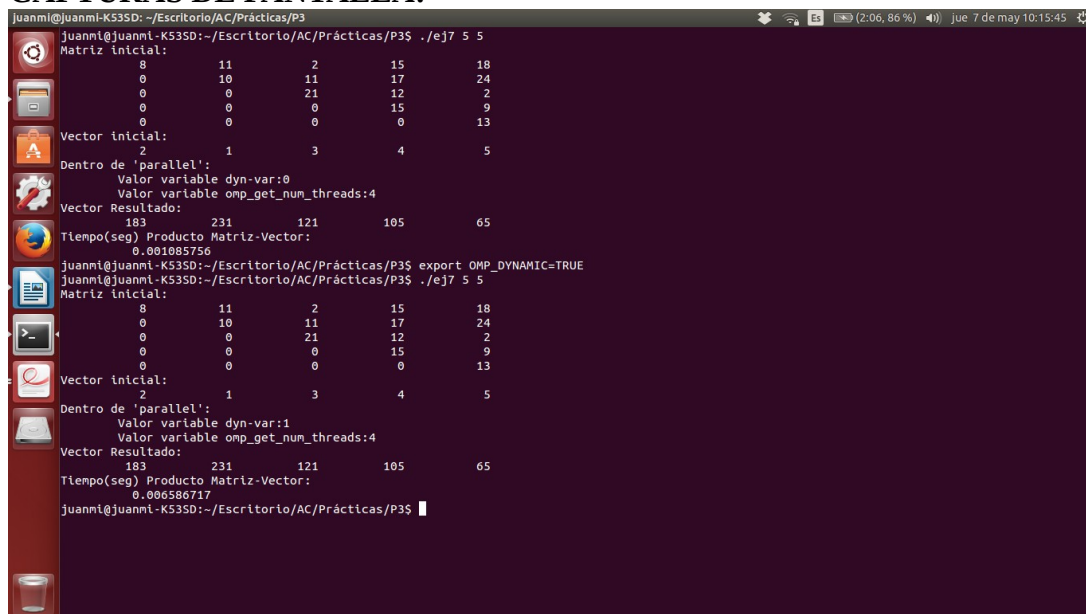 CAPTURAS DE PANTALLA:
juanmi@juanmi-K53SD: ~/Escritorio/AC/Prácticas/P3
Es (2:06, 86 %) jue 7 de may 10:15:45
juanmi@juanmi-K53SD:~/Escritorio/AC/Prácticas/P3$ ./ej7 5 5
Matriz inicial:
8 11 2 15 18
0 10 11 17 24
0 0 21 12 2
0 0 0 15 9
0 0 0 0 13
Vector inicial:
2 1 3 4 5
Dentro de 'parallel':
Valor variable dyn-var:0
Valor variable omp_get_num_threads:4
Vector Resultado:
183 231 121 105 65
Tiempo(seg) Producto Matriz-Vector:
0.001085756
juanmi@juanmi-K53SD:~/Escritorio/AC/Prácticas/P3$ export OMP_DYNAMIC=TRUE
juanmi@juanmi-K53SD:~/Escritorio/AC/Prácticas/P3$ ./ej7 5 5
Matriz inicial:
8 11 2 15 18
0 10 11 17 24
0 0 21 12 2
0 0 0 15 9
0 0 0 0 13
Vector inicial:
2 1 3 4 5
Dentro de 'parallel':
Valor variable dyn-var:1
Valor variable omp_get_num_threads:4
Vector Resultado:
183 231 121 105 65
Tiempo(seg) Producto Matriz-Vector:
0.006586717
juanmi@juanmi-K53SD:~/Escritorio/AC/Prácticas/P3$